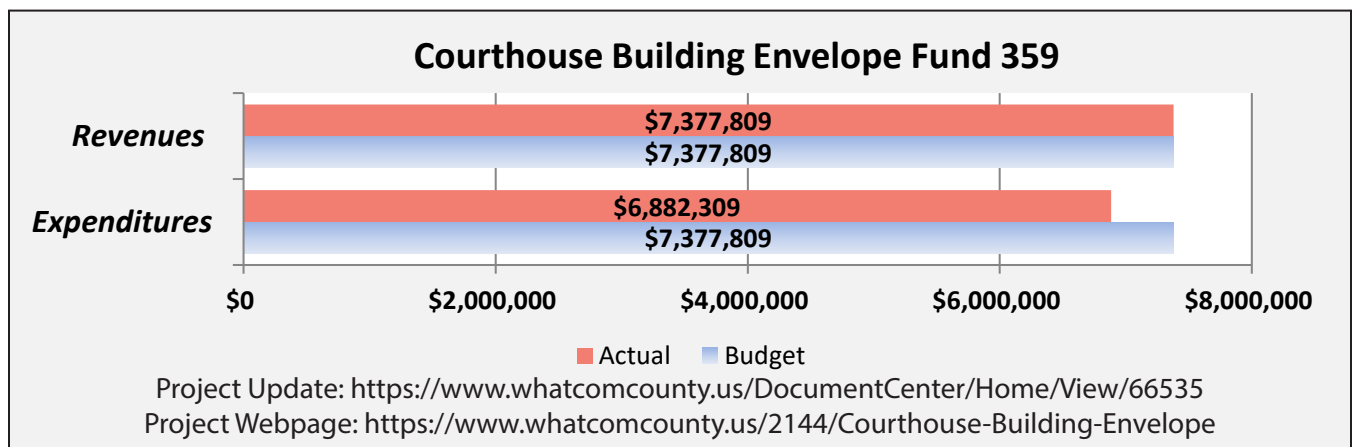 Courthouse Building Envelope Fund 359
Revenues
$7,377,809
$7,377,809
Expenditures
$6,882,309
$7,377,809
$0 $2,000,000 $4,000,000 $6,000,000 $8,000,000
Actual Budget
Project Update: https://www.whatcomcounty.us/DocumentCenter/Home/View/66535
Project Webpage: https://www.whatcomcounty.us/2144/Courthouse-Building-Envelope